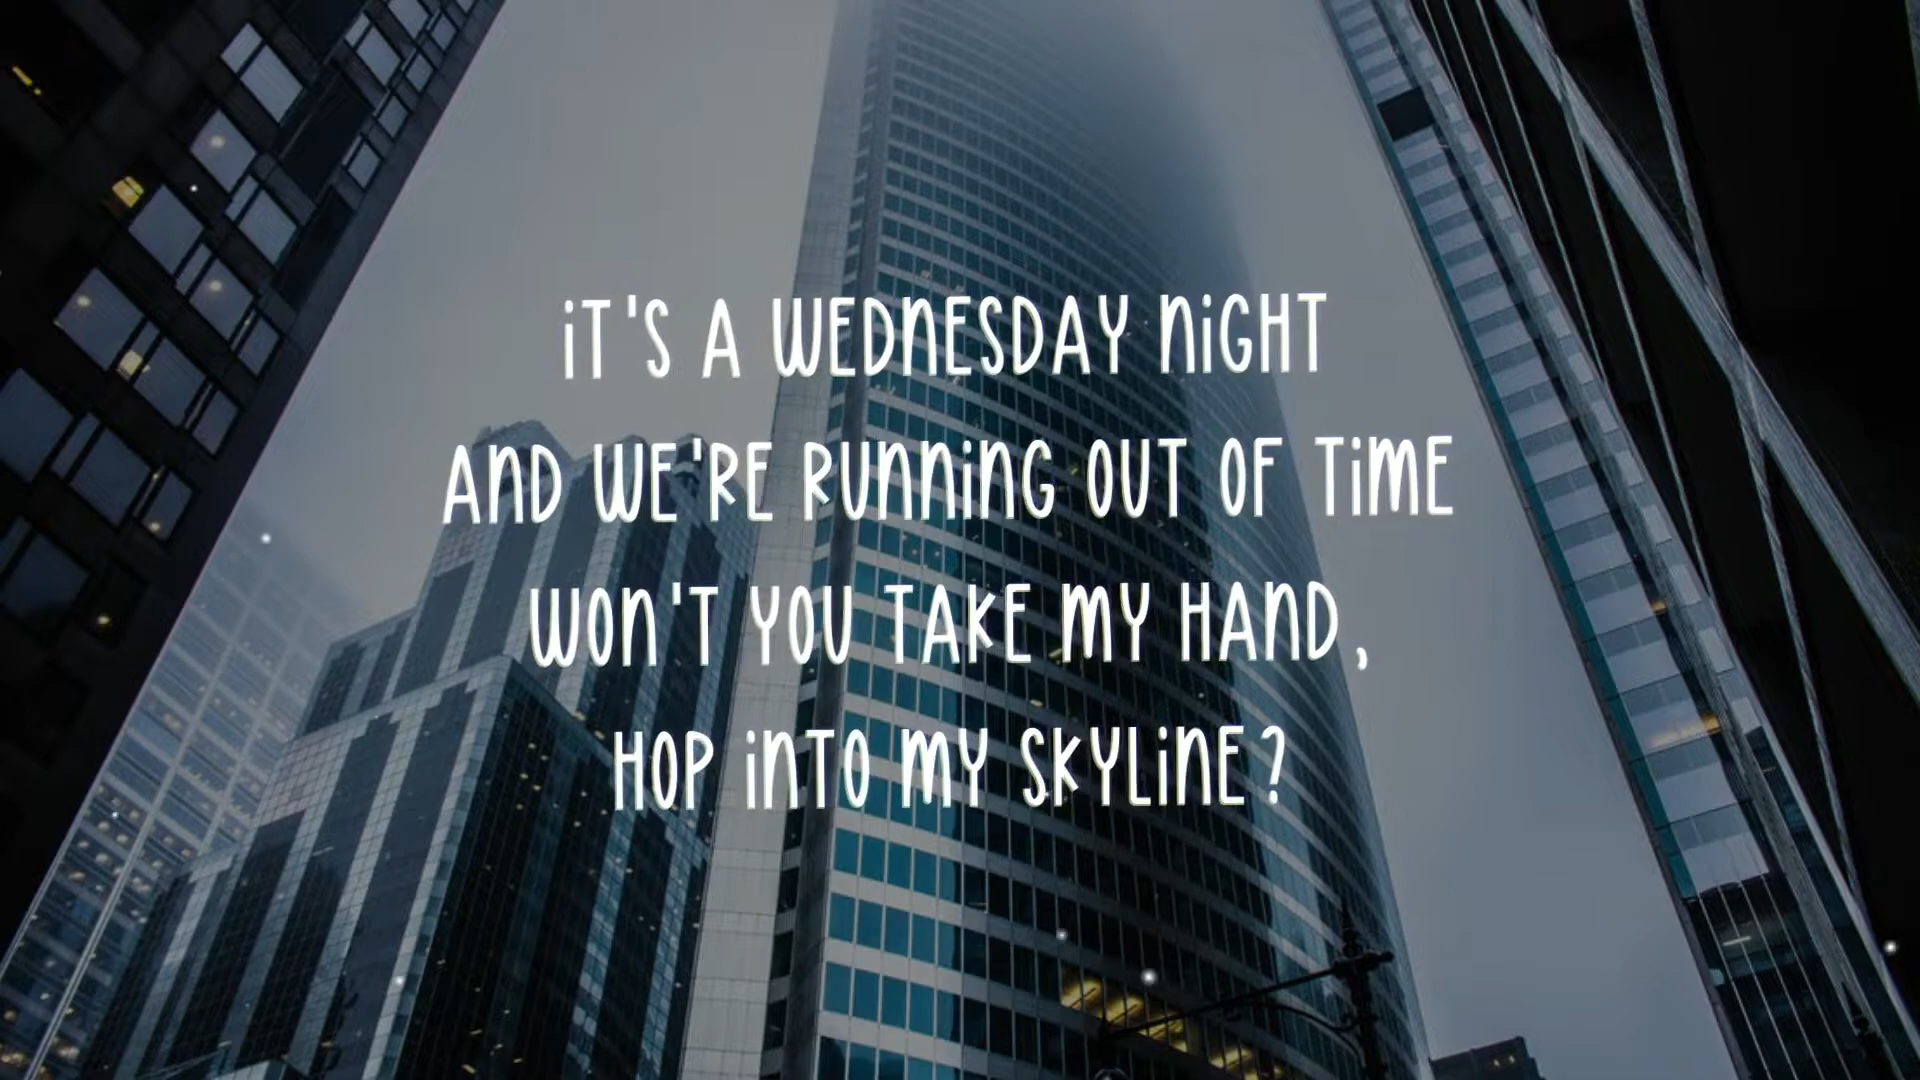 iT'S A WEDNESDAY NiGHT
AND WE'RE RUNNiNG OUT OF TiME
WON'T YOU TAKE MY HAND,
HOP iNTO MY SKYLiNE?